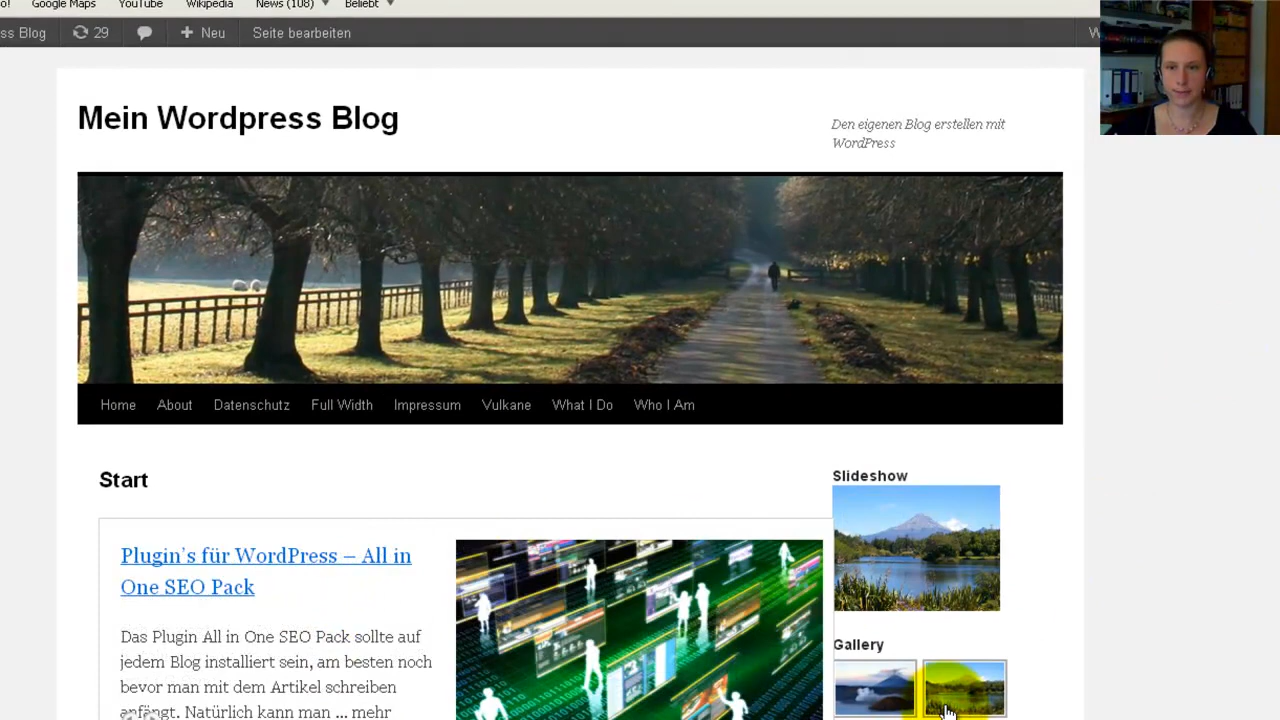 Google Maps YouTube Wikipedia News (108) Beliebt
ss Blog 29 Neu Seite bearbeiten
Mein Wordpress Blog
Den eigenen Blog erstellen mit
WordPress
Home About Datenschutz Full Width Impressum Vulkane What I Do Who I Am
Start
Slideshow
Plugin's für WordPress – All in
One SEO Pack
Das Plugin All in One SEO Pack sollte auf
jedem Blog installiert sein, am besten noch
bevor man mit dem Artikel schreiben
anfängt. Natürlich kann man ... mehr
Gallery